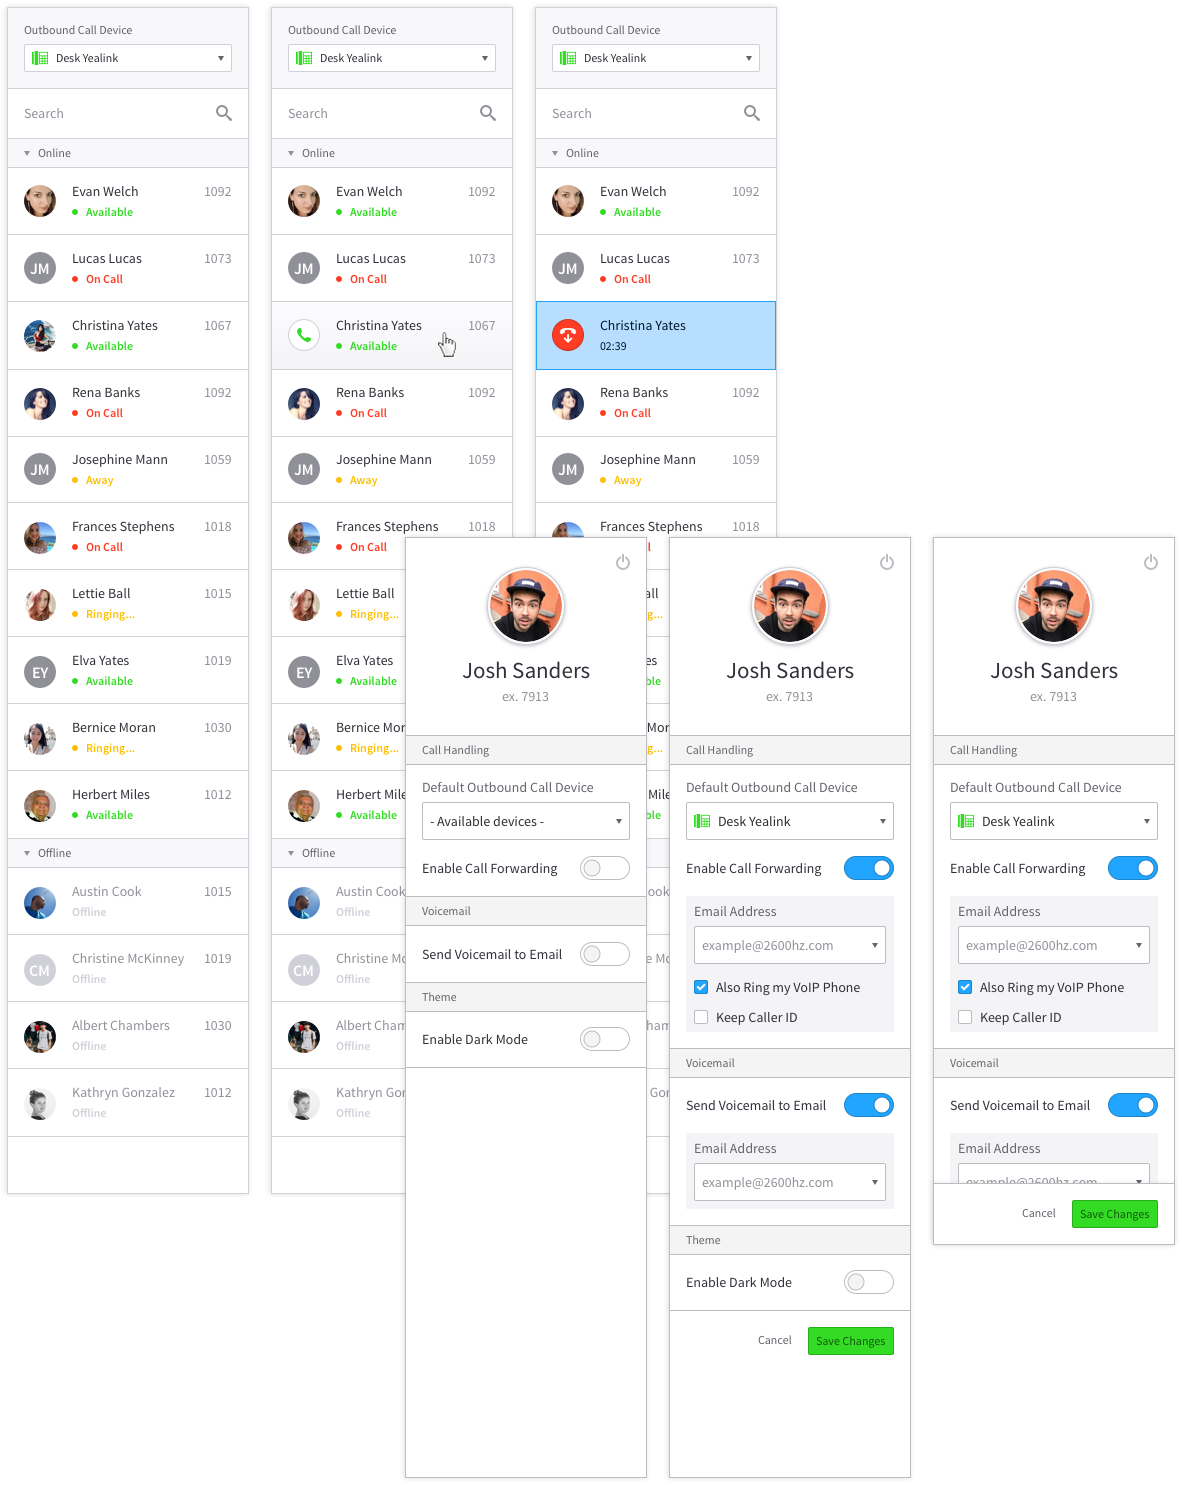 Outbound Call Device
Desk Yealink
Search
Online
Evan Welch 1092
Available
JM Lucas Lucas 1073
On Call
Christina Yates 1067
Available
Rena Banks 1092
On Call
JM Josephine Mann 1059
Away
Frances Stephens 1018
On Call
Lettie Ball 1015
Ringing...
EY Elva Yates 1019
Available
Bernice Moran 1030
Ringing...
Herbert Miles 1012
Available
Offline
Austin Cook 1015
Offline
CM Christine McKinney 1019
Offline
Albert Chambers 1030
Offline
Kathryn Gonzalez 1012
Offline
Outbound Call Device
Desk Yealink
Search
Online
Evan Welch 1092
Available
JM Lucas Lucas 1073
On Call
Christina Yates 1067
Available
Rena Banks 1092
On Call
JM Josephine Mann 1059
Away
Frances Stephens 1018
On Call
Lettie Ball
Ringing...
EY Elva Yates
Available
Bernice Mor
Ringing...
Herbert Mile
Available
Offline
Austin Cook
Offline
CM Christine Mc
Offline
Albert Cham
Offline
Kathryn Gor
Offline
Outbound Call Device
Desk Yealink
Search
Online
Evan Welch 1092
Available
JM Lucas Lucas 1073
On Call
Christina Yates
02:39
Rena Banks 1092
On Call
JM Josephine Mann 1059
Away
Frances Stephens 1018
l
all
g...
es
ble
Mor
g...
Mile
ble
Cook
e Mc
ham
Gor
Josh Sanders
ex. 7913
Call Handling
Default Outbound Call Device
- Available devices -
Enable Call Forwarding
Voicemail
Send Voicemail to Email
Theme
Enable Dark Mode
Josh Sanders
ex. 7913
Call Handling
Default Outbound Call Device
Desk Yealink
Enable Call Forwarding
Email Address
example@2600hz.com
Also Ring my VoIP Phone
Keep Caller ID
Voicemail
Send Voicemail to Email
Email Address
example@2600hz.com
Theme
Enable Dark Mode
Cancel Save Changes
Josh Sanders
ex. 7913
Call Handling
Default Outbound Call Device
Desk Yealink
Enable Call Forwarding
Email Address
example@2600hz.com
Also Ring my VoIP Phone
Keep Caller ID
Voicemail
Send Voicemail to Email
Email Address
example@2600hz.com
Cancel Save Changes